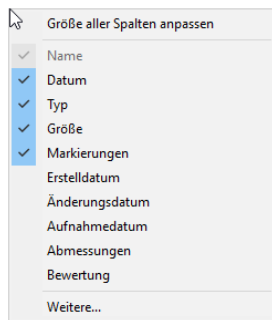 Größe aller Spalten anpassen
Name
Datum
Typ
Größe
Markierungen
Erstelldatum
Änderungsdatum
Aufnahmedatum
Abmessungen
Bewertung
Weitere...